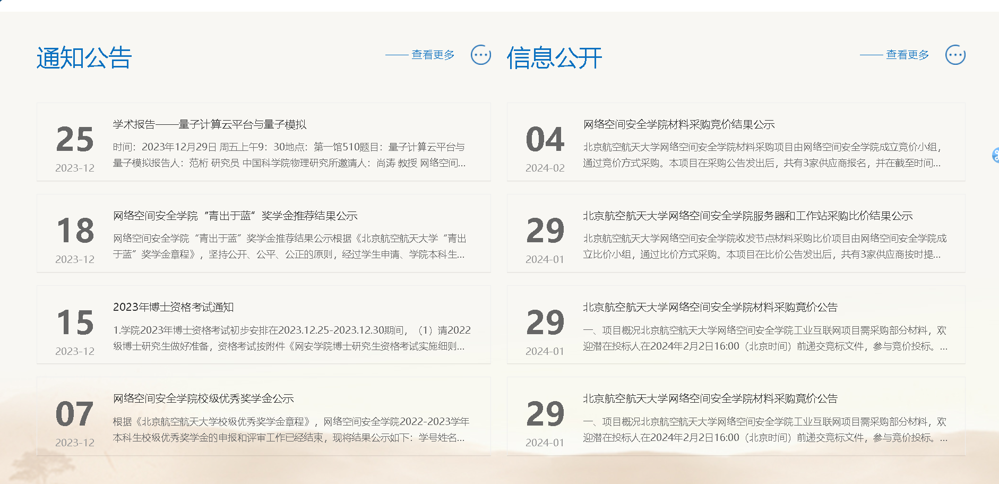 通知公告
——查看更多
25
2023-12
学术报告——量子计算云平台与量子模拟
时间：2023年12月29日 周五上午9：30地点：第一馆510题目：量子计算云平台与
量子模拟报告人：范桁 研究员 中国科学院物理研究所邀请人：尚涛 教授 网络空间...
18
2023-12
网络空间安全学院“青出于蓝”奖学金推荐结果公示
网络空间安全学院“青出于蓝”奖学金推荐结果公示根据《北京航空航天大学“青出
于蓝”奖学金章程》，坚持公开、公平、公正的原则，经过学生申请、学院本科生...
15
2023-12
2023年博士资格考试通知
1.学院2023年博士资格考试初步安排在2023.12.25-2023.12.30期间，（1）请2022
级博士研究生做好准备，资格考试按附件《网安学院博士研究生资格考试实施细则...
07
2023-12
网络空间安全学院校级优秀奖学金公示
根据《北京航空航天大学校级优秀奖学金章程》，网络空间安全学院2022-2023学年
本科生校级优秀奖学金的申报和评审工作已经结束，现将结果公示如下：学号姓名...
信息公开
——查看更多
04
2024-02
网络空间安全学院材料采购竞价结果公示
北京航空航天大学网络空间安全学院材料采购项目由网络空间安全学院成立竞价小组，
通过竞价方式采购。本项目在采购公告发出后，共有3家供应商报名，并在截至时间...
29
2024-01
北京航空航天大学网络空间安全学院服务器和工作站采购比价结果公示
北京航空航天大学网络空间安全学院收发节点材料采购比价项目由网络空间安全学院成
立比价小组，通过比价方式采购。本项目在比价公告发出后，共有3家供应商按时提...
29
2024-01
北京航空航天大学网络空间安全学院材料采购竟价公告
一、项目概况北京航空航天大学网络空间安全学院工业互联网项目需采购部分材料，欢
迎潜在投标人在2024年2月2日16:00（北京时间）前递交竞标文件，参与竞价投标。...
29
2024-01
北京航空航天大学网络空间安全学院材料采购竟价公告
一、项目概况北京航空航天大学网络空间安全学院工业互联网项目需采购部分材料，欢
迎潜在投标人在2024年2月2日16:00（北京时间）前递交竞标文件，参与竞价投标。...